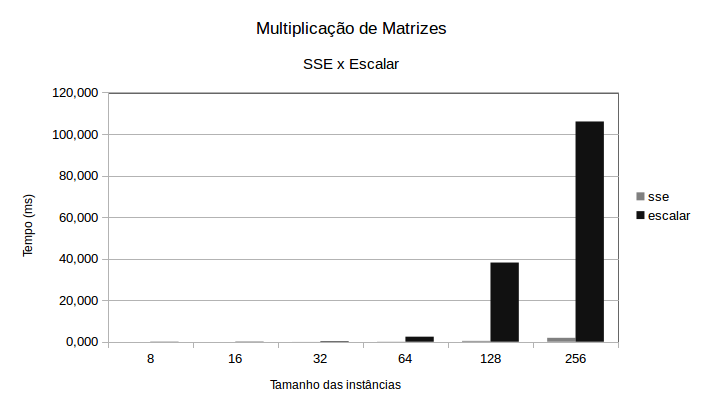 Multiplicação de Matrizes
SSE x Escalar
120,000
100,000
80,000
60,000
40,000
20,000
0,000
Tempo (ms)
8 16 32 64 128 256
Tamanho das instâncias
sse
escalar